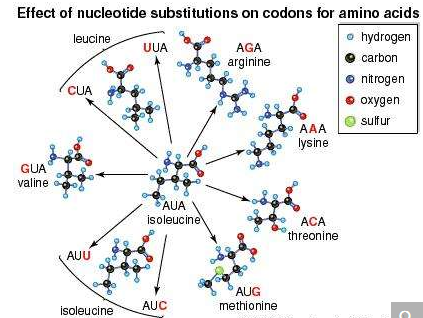 Effect of nucleotide substitutions on codons for amino acids
leucine
UUA
CUA
AGA
arginine
hydrogen
carbon
nitrogen
oxygen
sulfur
AAA
lysine
GUA
valine
AUA
isoleucine
ACA
threonine
AUU
AUC
isoleucine
AUG
methionine